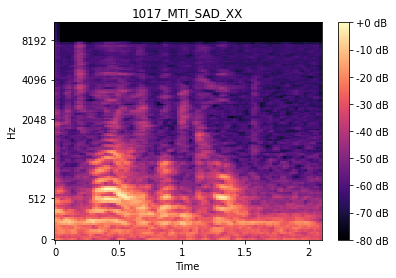 1017_MTI_SAD_XX
+0 dB
8192
-10 dB
-20 dB
4096
-30 dB
2048
Hz
-40 dB
1024
-50 dB
512
-60 dB
-70 dB
0
-80 dB
0
0.5
1
1.5
2
Time